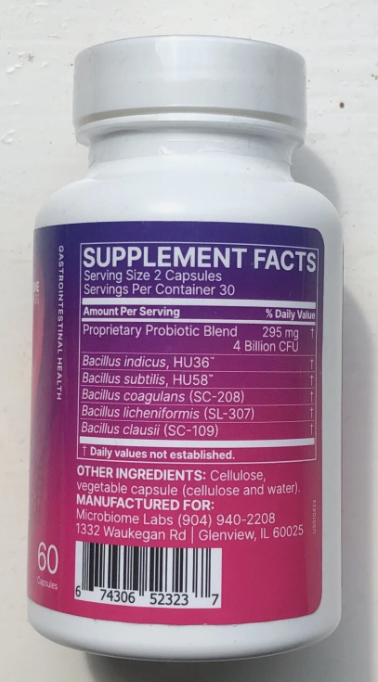 GASTROINTESTINAL HEALTH
SUPPLEMENT FACTS
Serving Size 2 Capsules
Servings Per Container 30
Amount Per Serving % Daily Value
Proprietary Probiotic Blend 295 mg †
4 Billion CFU
Bacillus indicus, HU36™ †
Bacillus subtilis, HU58™ †
Bacillus coagulans (SC-208) †
Bacillus licheniformis (SL-307) †
Bacillus clausii (SC-109) †
† Daily values not established.
OTHER INGREDIENTS: Cellulose,
vegetable capsule (cellulose and water).
MANUFACTURED FOR:
Microbiome Labs (904) 940-2208
1332 Waukegan Rd | Glenview, IL 60025
60
Capsules
6 74306 52323 7